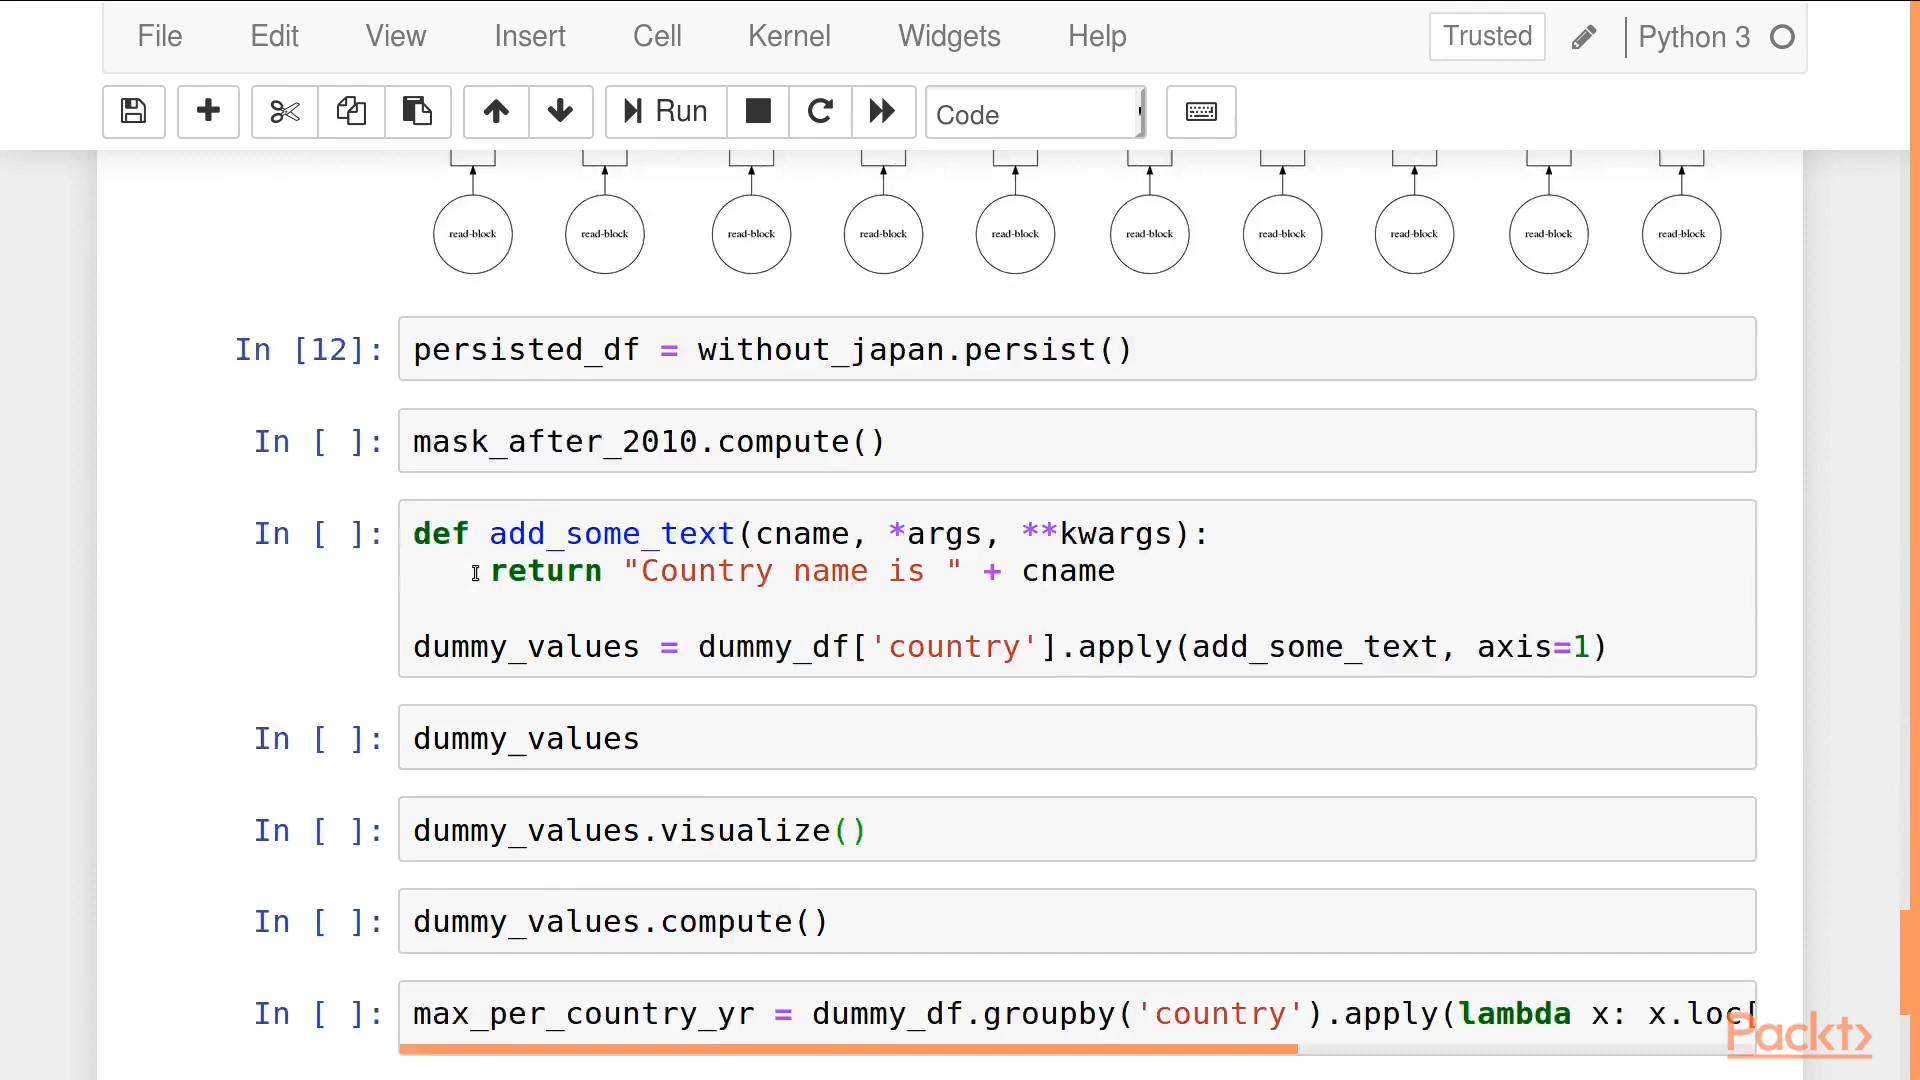 File Edit View Insert Cell Kernel Widgets Help Trusted Python 3
Run Code
read-block read-block read-block read-block read-block read-block read-block read-block read-block read-block
In [12]: persisted_df = without_japan.persist()
In [ ]: mask_after_2010.compute()
In [ ]: def add_some_text(cname, *args, **kwargs):
return "Country name is " + cname
dummy_values = dummy_df['country'].apply(add_some_text, axis=1)
In [ ]: dummy_values
In [ ]: dummy_values.visualize()
In [ ]: dummy_values.compute()
In [ ]: max_per_country_yr = dummy_df.groupby('country').apply(lambda x: x.loc[
Packt>